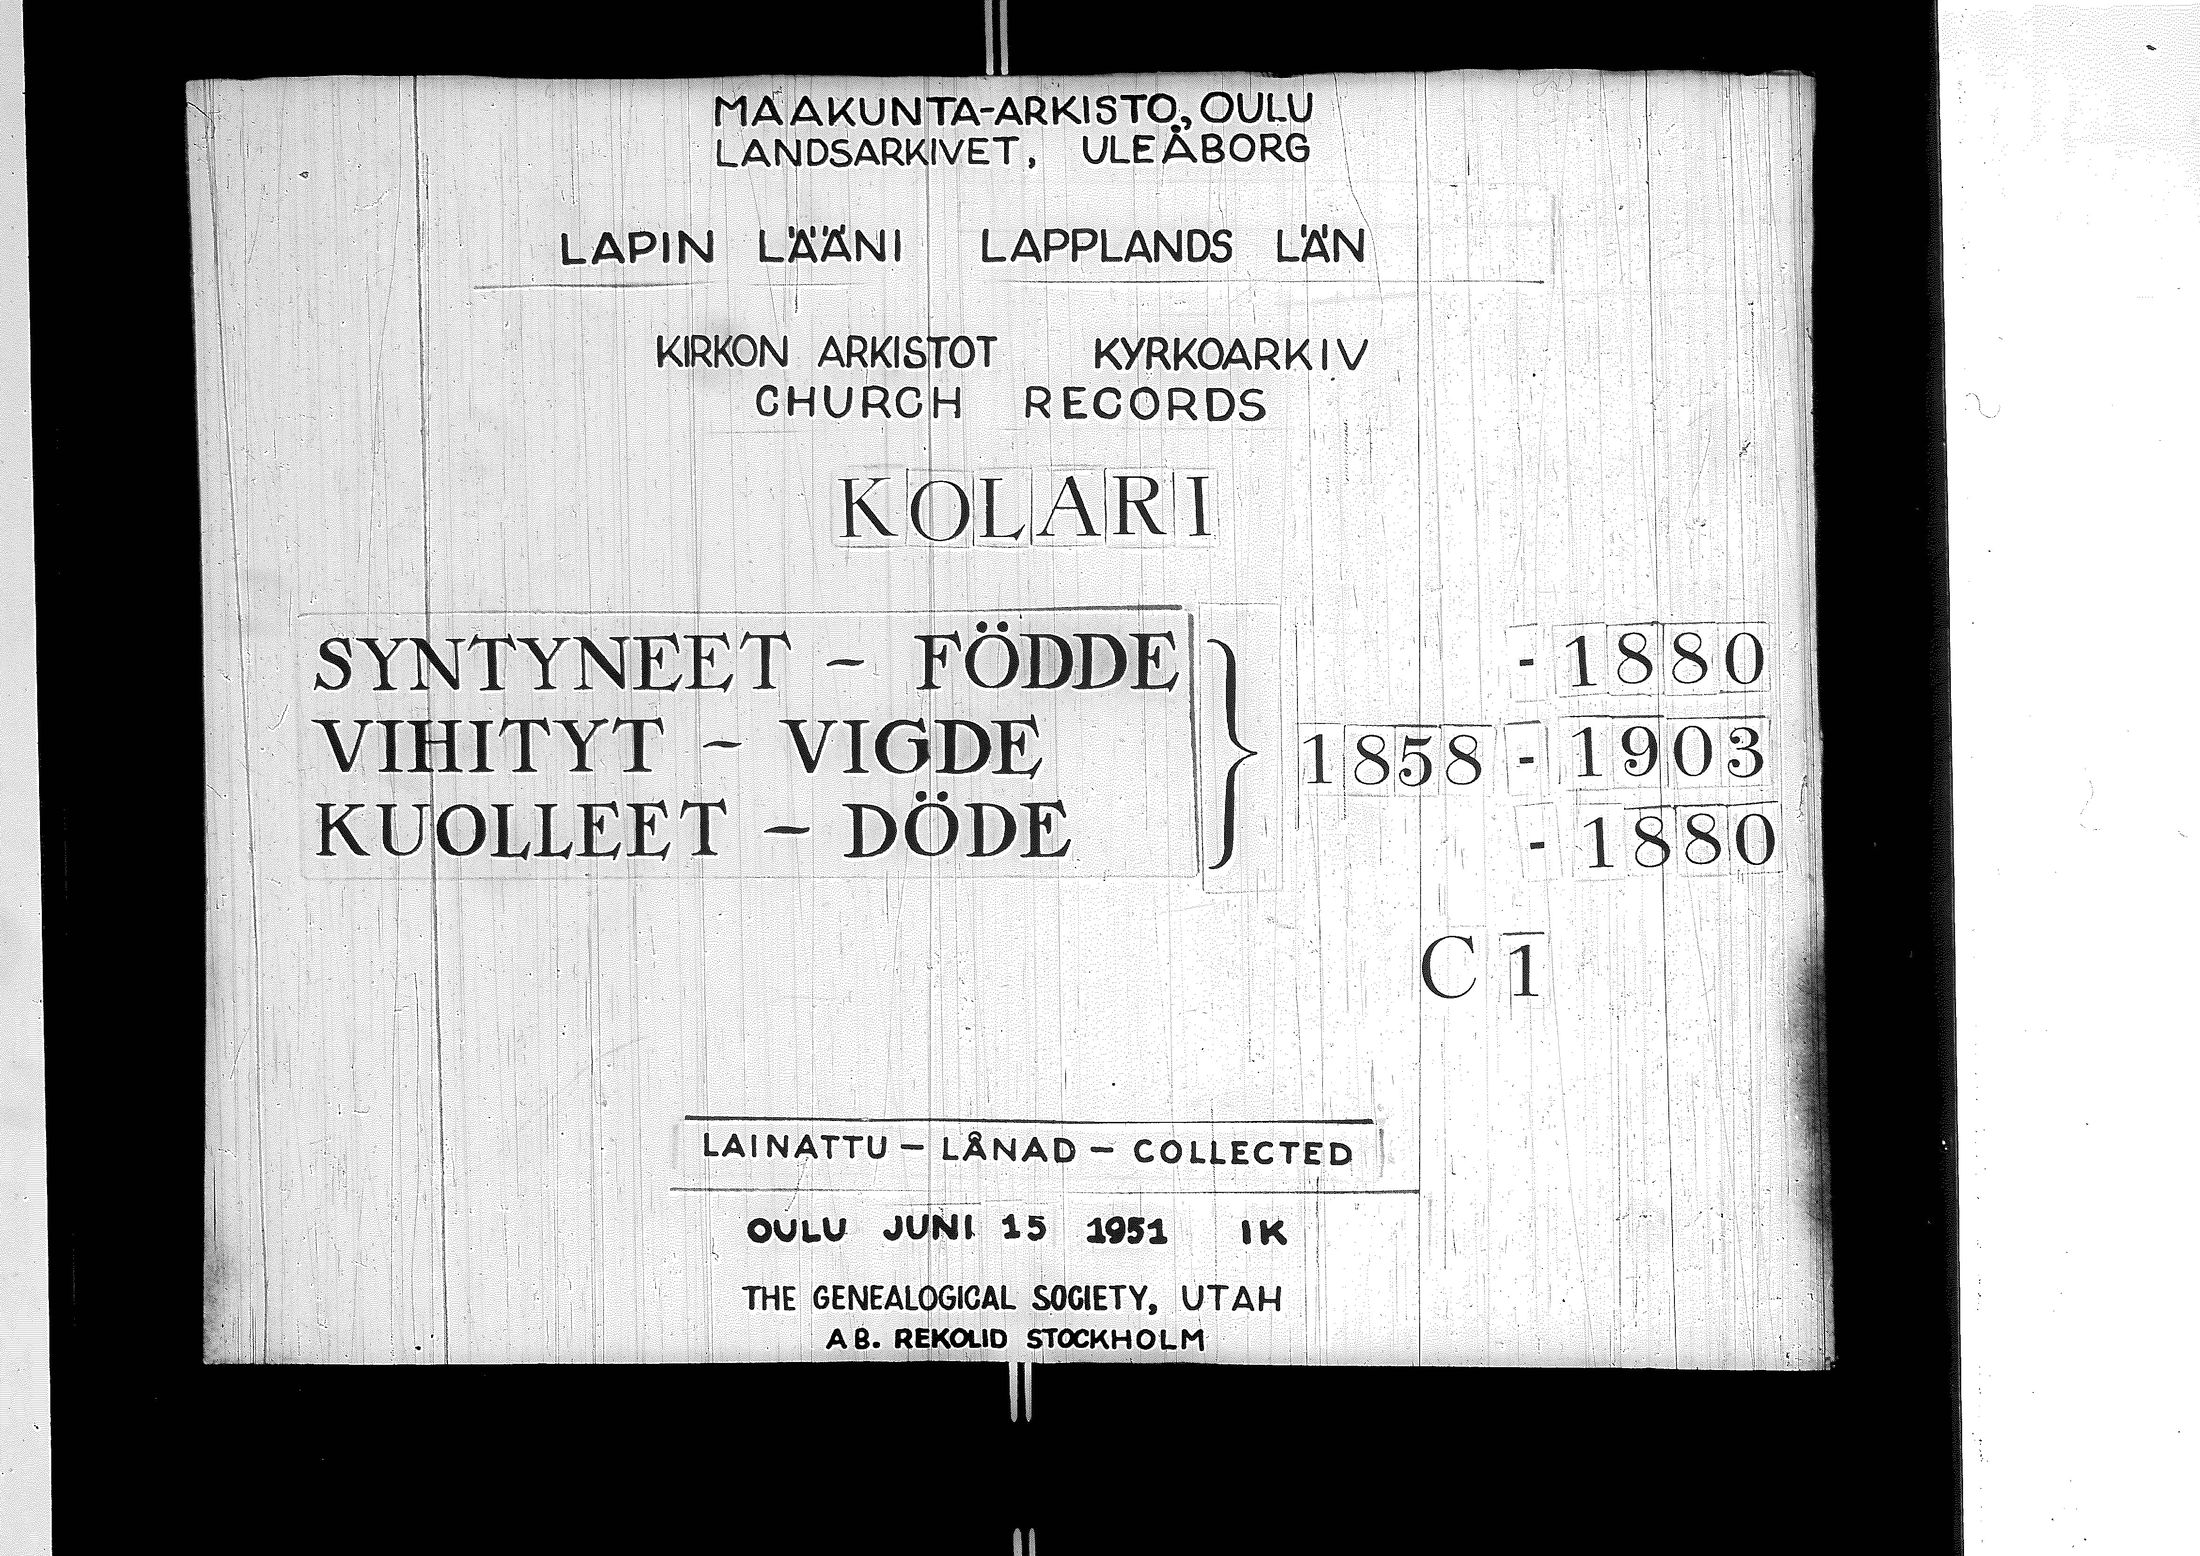 MAAKUNTA-ARKISTO, OULU
LANDSARKIVET, ULEÅBORG
LAPIN LÄÄNI LAPPLANDS LÄN
KIRKON ARKISTOT KYRKOARKIV
CHURCH RECORDS
KOLARI
SYNTYNEET - FÖDDE } - 1880
VIHITYT - VIGDE } 1858 - 1903
KUOLLEET - DÖDE } - 1880
C 1
LAINATTU - LÅNAD - COLLECTED
OULU JUNI 15 1951 IK
THE GENEALOGICAL SOCIETY, UTAH
AB. REKOLID STOCKHOLM